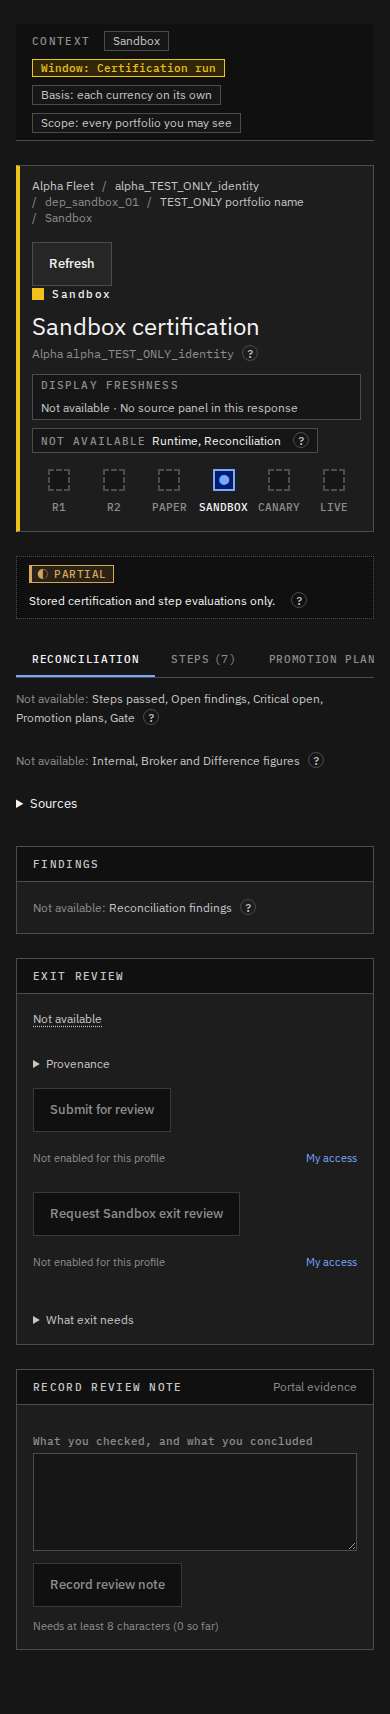 CONTEXT Sandbox
Window: Certification run
Basis: each currency on its own
Scope: every portfolio you may see
Alpha Fleet / alpha_TEST_ONLY_identity
/ dep_sandbox_01 / TEST_ONLY portfolio name
/ Sandbox
Refresh
Sandbox
Sandbox certification
Alpha alpha_TEST_ONLY_identity ?
DISPLAY FRESHNESS
Not available · No source panel in this response
NOT AVAILABLE Runtime, Reconciliation ?
R1 R2 PAPER SANDBOX CANARY LIVE
PARTIAL
Stored certification and step evaluations only. ?
RECONCILIATION STEPS (7) PROMOTION PLAN
Not available: Steps passed, Open findings, Critical open,
Promotion plans, Gate ?
Not available: Internal, Broker and Difference figures ?
Sources
FINDINGS
Not available: Reconciliation findings ?
EXIT REVIEW
Not available
Provenance
Submit for review
Not enabled for this profile My access
Request Sandbox exit review
Not enabled for this profile My access
What exit needs
RECORD REVIEW NOTE Portal evidence
What you checked, and what you concluded
Record review note
Needs at least 8 characters (0 so far)